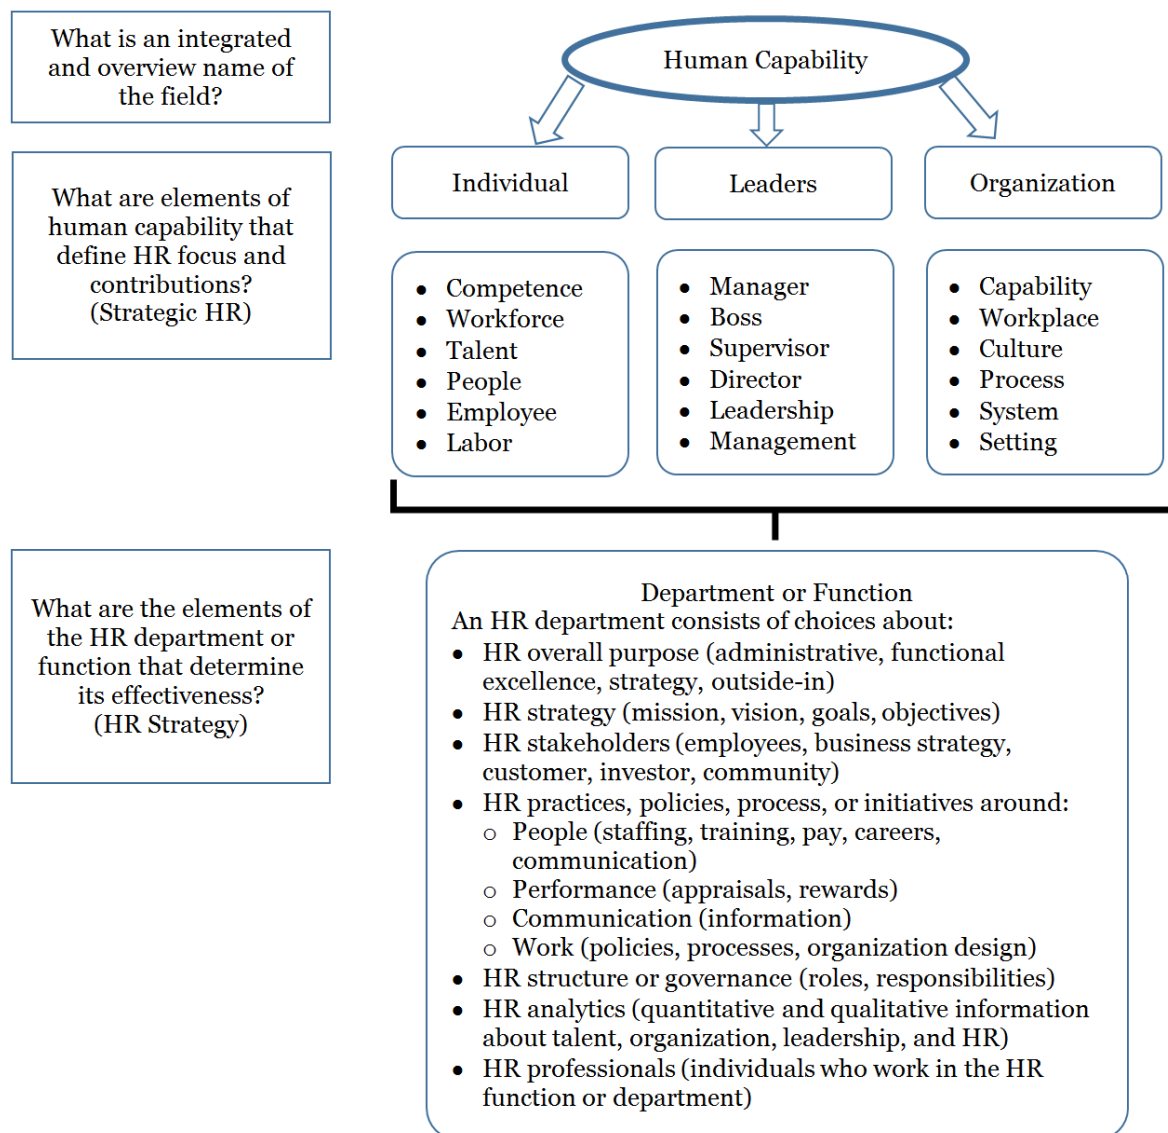 What is an integrated
and overview name of
the field?
Human Capability
What are elements of
human capability that
define HR focus and
contributions?
(Strategic HR)
Individual
Leaders
Organization
• Competence
• Workforce
• Talent
• People
• Employee
• Labor
• Manager
• Boss
• Supervisor
• Director
• Leadership
• Management
• Capability
• Workplace
• Culture
• Process
• System
• Setting
What are the elements of
the HR department or
function that determine
its effectiveness?
(HR Strategy)
Department or Function
An HR department consists of choices about:
• HR overall purpose (administrative, functional
excellence, strategy, outside-in)
• HR strategy (mission, vision, goals, objectives)
• HR stakeholders (employees, business strategy,
customer, investor, community)
• HR practices, policies, process, or initiatives around:
o People (staffing, training, pay, careers,
communication)
o Performance (appraisals, rewards)
o Communication (information)
o Work (policies, processes, organization design)
• HR structure or governance (roles, responsibilities)
• HR analytics (quantitative and qualitative information
about talent, organization, leadership, and HR)
• HR professionals (individuals who work in the HR
function or department)